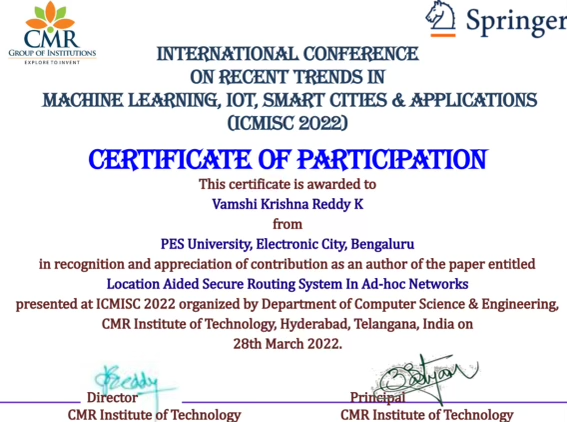 CMR
GROUP OF INSTITUTIONS
EXPLORE TO INVENT
Springer
INTERNATIONAL CONFERENCE
ON RECENT TRENDS IN
MACHINE LEARNING, IOT, SMART CITIES & APPLICATIONS
(ICMISC 2022)
CERTIFICATE OF PARTICIPATION
This certificate is awarded to
Vamshi Krishna Reddy K
from
PES University, Electronic City, Bengaluru
in recognition and appreciation of contribution as an author of the paper entitled
Location Aided Secure Routing System In Ad-hoc Networks
presented at ICMISC 2022 organized by Department of Computer Science & Engineering,
CMR Institute of Technology, Hyderabad, Telangana, India on
28th March 2022.
Director Principal
CMR Institute of Technology CMR Institute of Technology